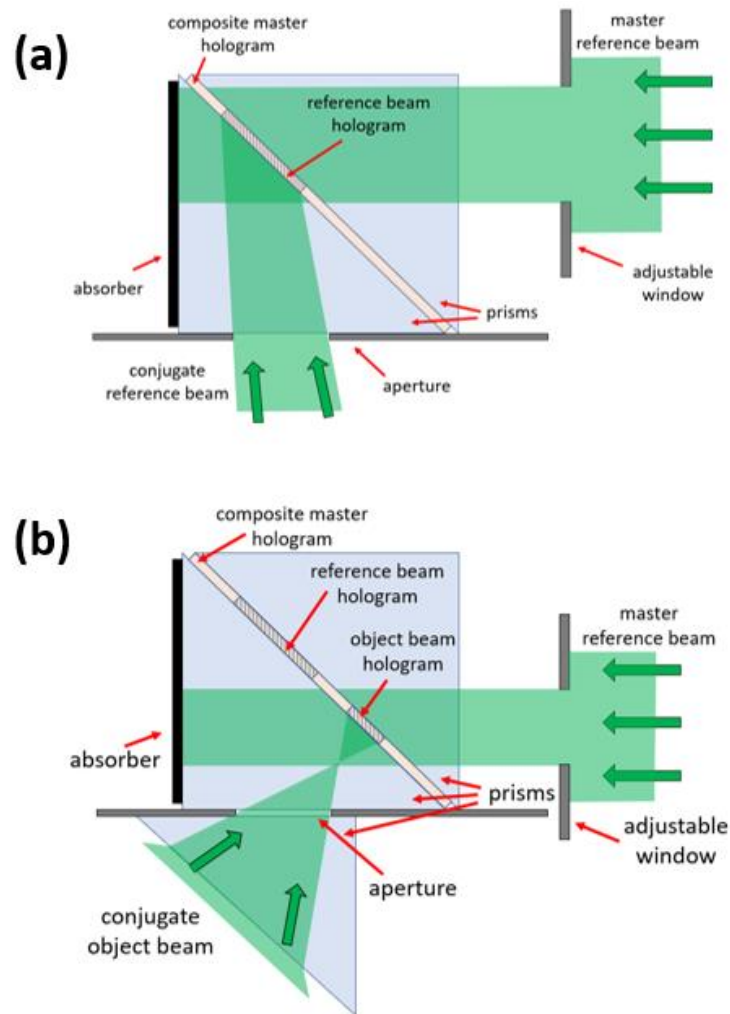 (a)
composite master
hologram
master
reference beam
reference beam
hologram
absorber
adjustable
window
prisms
conjugate
reference beam
aperture
(b)
composite master
hologram
reference beam
hologram
object beam
hologram
master
reference beam
absorber
prisms
adjustable
window
aperture
conjugate
object beam